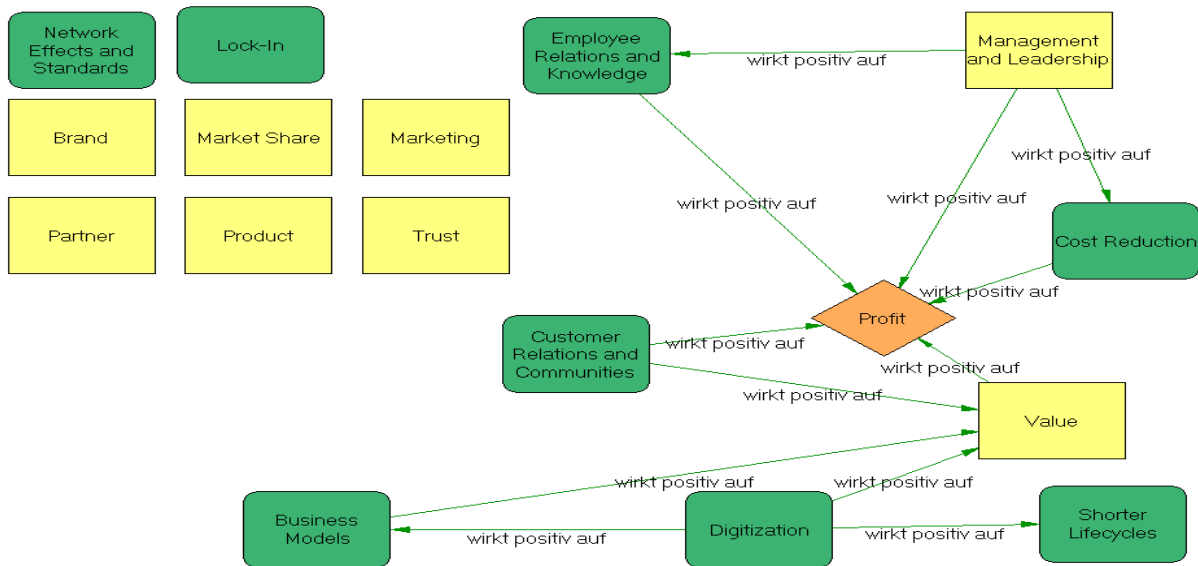 Network
Effects and
Standards
Lock-In
Employee
Relations and
Knowledge
wirkt positiv auf
Management
and Leadership
Brand
Market Share
Marketing
wirkt positiv auf
wirkt positiv auf
wirkt positiv auf
Partner
Product
Trust
Cost Reduction
wirkt positiv auf
Profit
Customer
Relations and
Communities
wirkt positiv auf
wirkt positiv auf
wirkt positiv auf
Value
wirkt positiv auf
wirkt positiv auf
Business
Models
wirkt positiv auf
Digitization
wirkt positiv auf
Shorter
Lifecycles